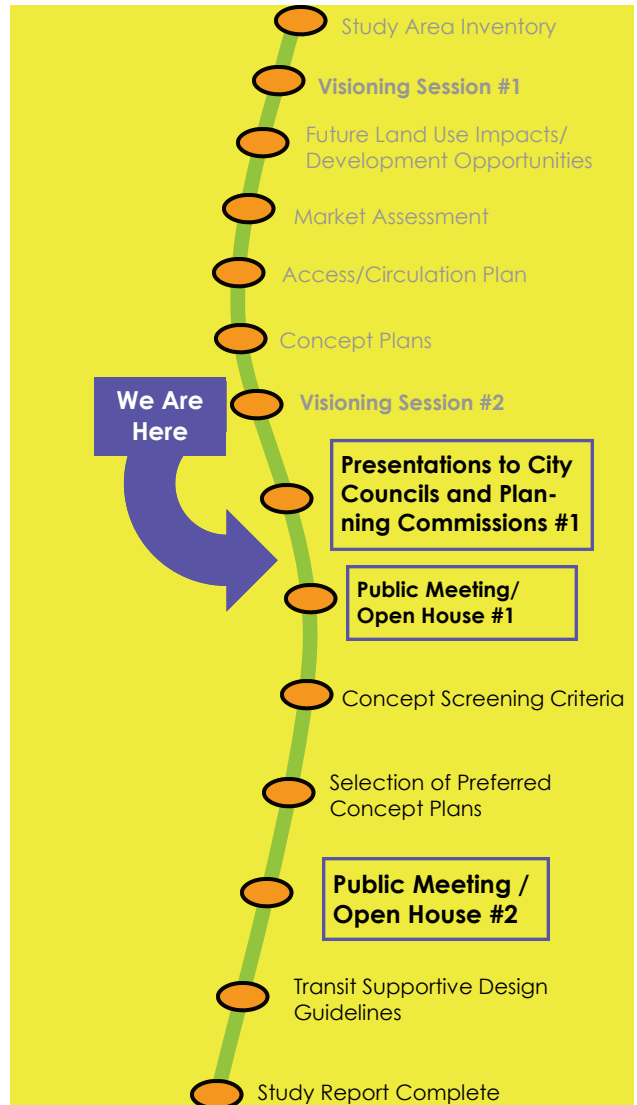 Study Area Inventory
Visioning Session #1
Future Land Use Impacts/
Development Opportunities
Market Assessment
Access/Circulation Plan
Concept Plans
We Are
Here
Visioning Session #2
Presentations to City
Councils and Plan-
ning Commissions #1
Public Meeting/
Open House #1
Concept Screening Criteria
Selection of Preferred
Concept Plans
Public Meeting /
Open House #2
Transit Supportive Design
Guidelines
Study Report Complete